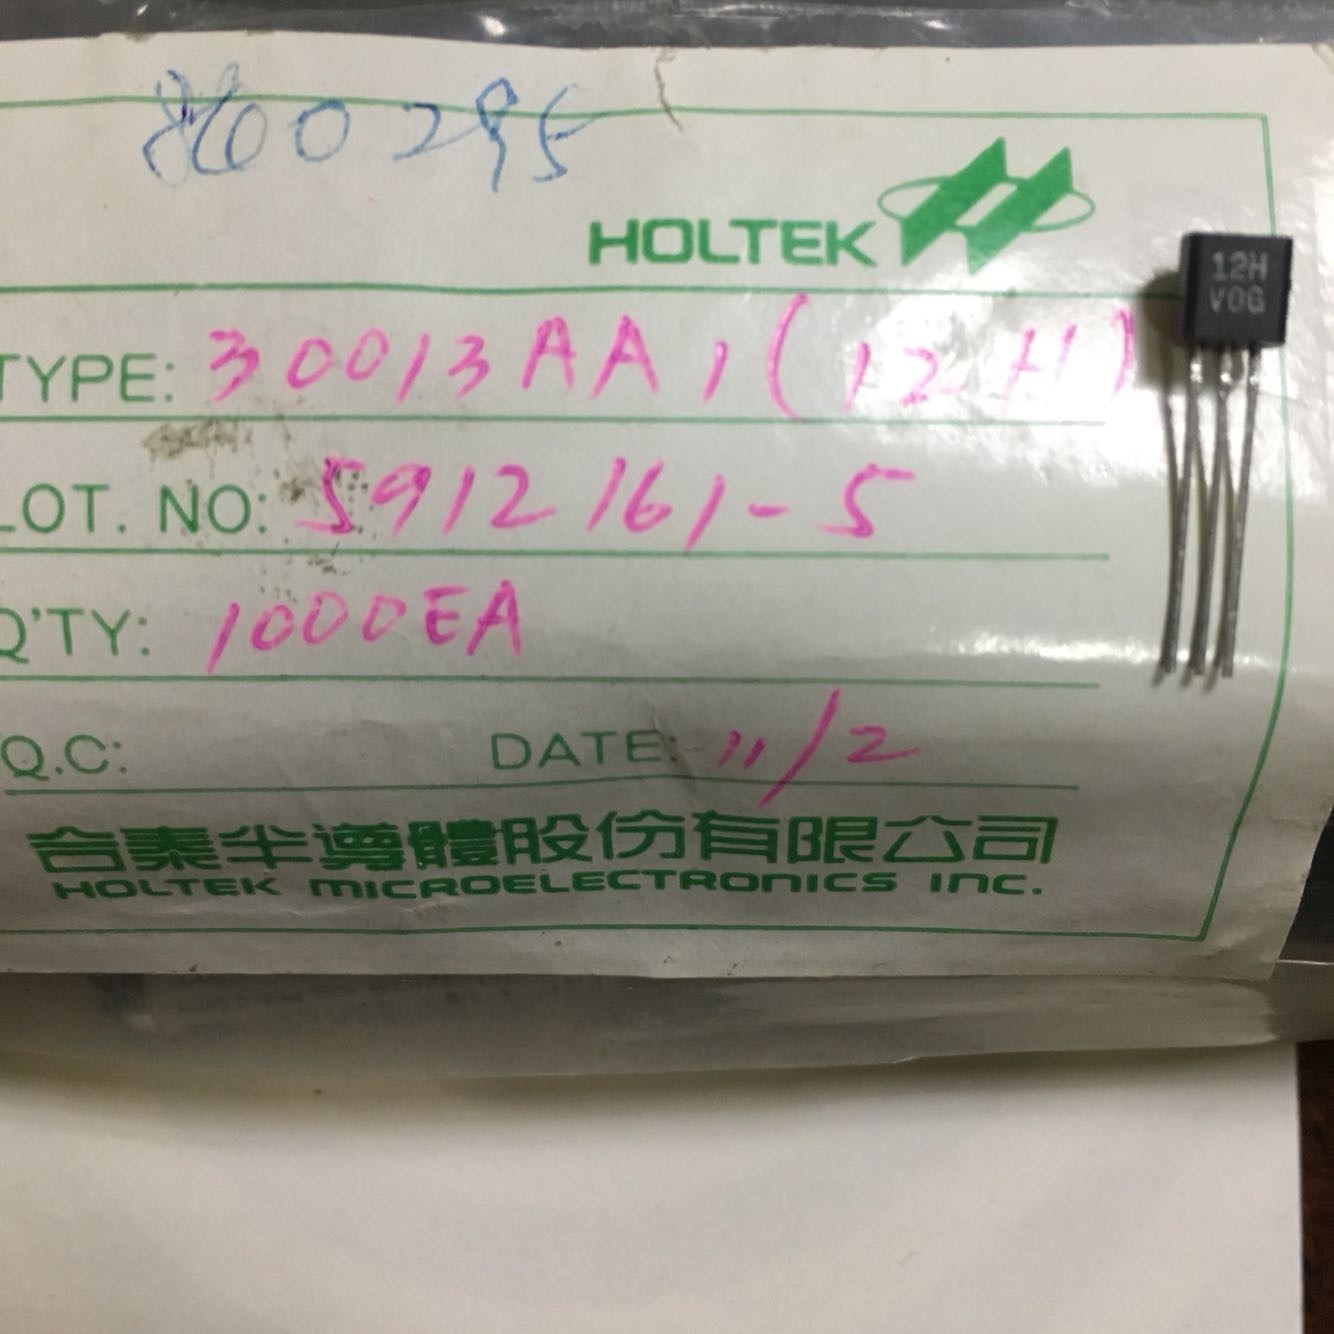 860295
HOLTEK
12H
V0G
TYPE: 30013AA1(12H)
LOT. NO: 5912161-5
Q'TY: 1000EA
Q.C: DATE: 11/2
合泰半導體股份有限公司
HOLTEK MICROELECTRONICS INC.